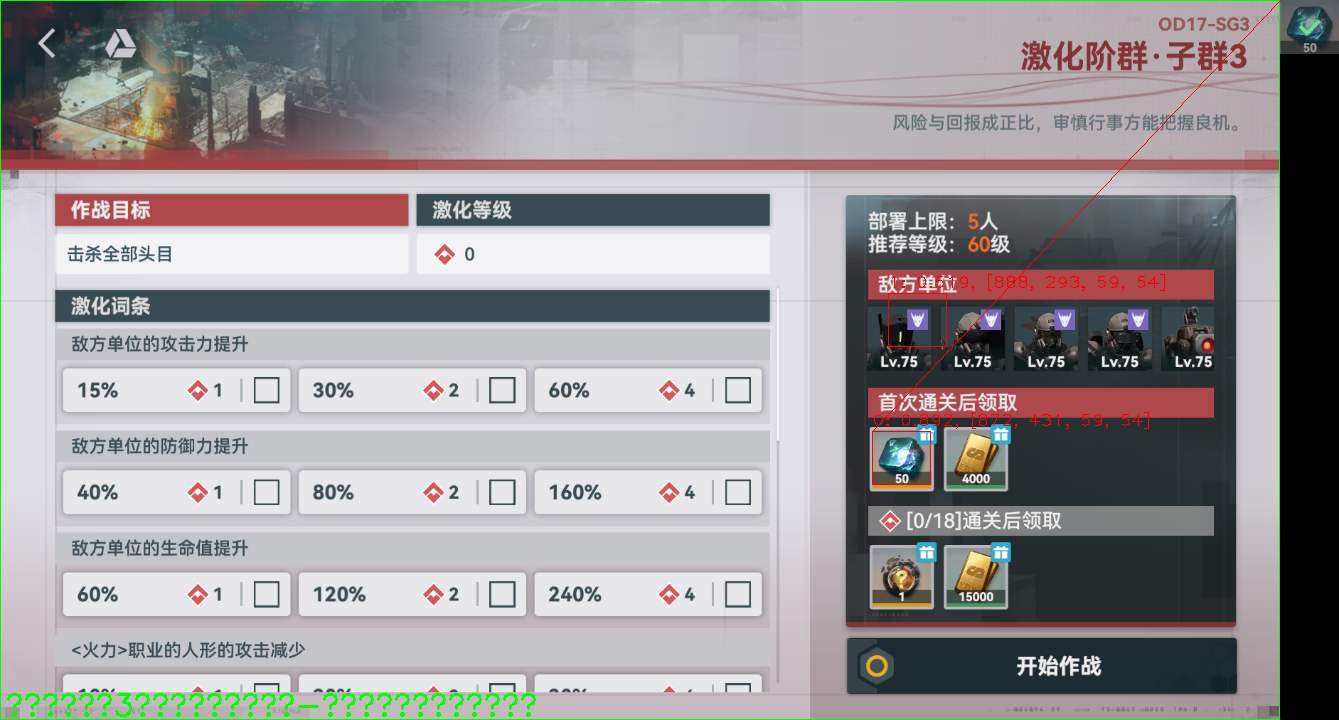 OD17-SG3
激化阶群·子群3
50
风险与回报成正比，审慎行事方能把握良机。
作战目标
激化等级
击杀全部头目
0
激化词条
敌方单位的攻击力提升
15% 1
30% 2
60% 4
敌方单位的防御力提升
40% 1
80% 2
160% 4
敌方单位的生命值提升
60% 1
120% 2
240% 4
<火力>职业的人形的攻击减少
部署上限：5人
推荐等级：60级
敌方单位
[888, 293, 59, 54]
Lv.75
Lv.75
Lv.75
Lv.75
Lv.75
首次通关后领取
0: 0.892, [872, 431, 59, 54]
50
4000
[0/18]通关后领取
1
15000
开始作战
??????3?????????—????????????